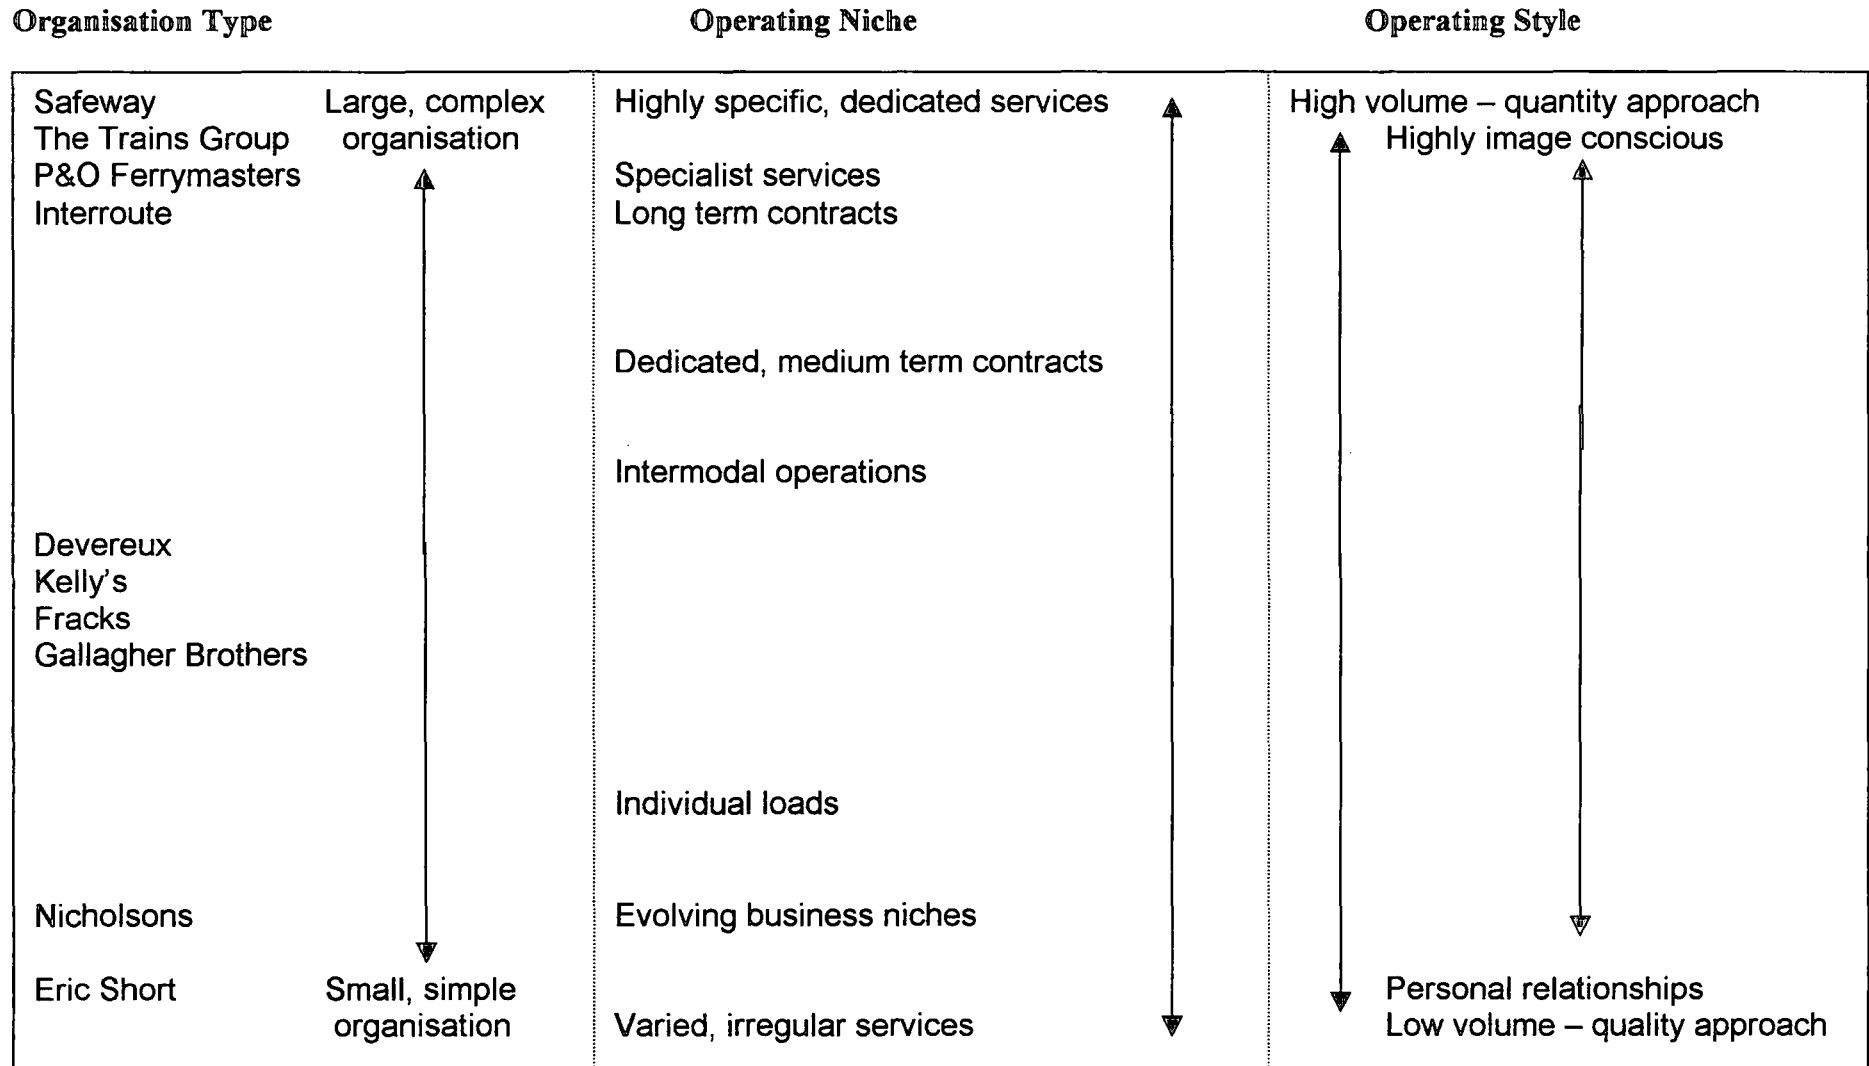 Organisation Type
Operating Niche
Operating Style
Safeway
The Trains Group
P&O Ferrymasters
Interroute
Large, complex
organisation
Devereux
Kelly's
Fracks
Gallagher Brothers
Nicholsons
Eric Short
Small, simple
organisation
Highly specific, dedicated services
Specialist services
Long term contracts
Dedicated, medium term contracts
Intermodal operations
Individual loads
Evolving business niches
Varied, irregular services
High volume – quantity approach
Highly image conscious
Personal relationships
Low volume – quality approach